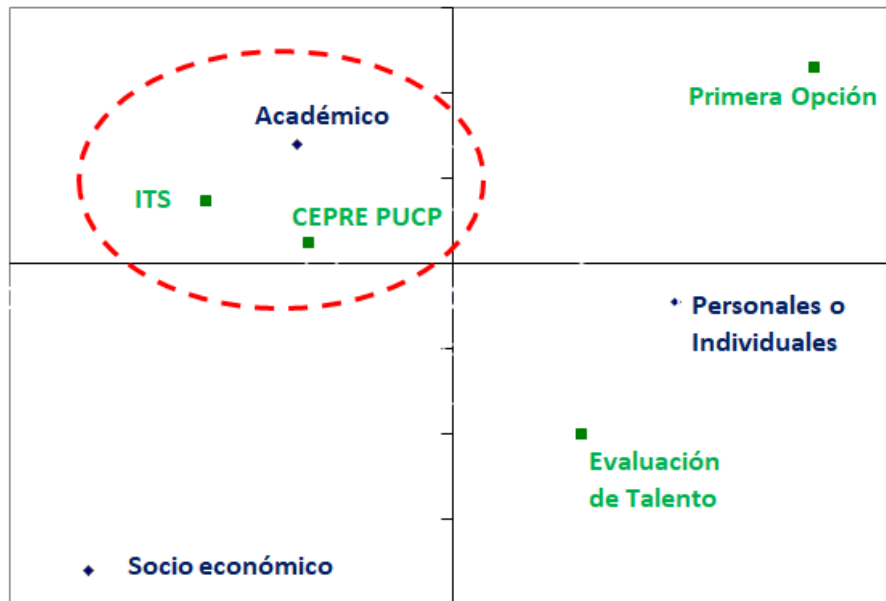 Primera Opción
Académico
ITS
CEPRE PUCP
Personales o
Individuales
Evaluación
de Talento
Socio económico